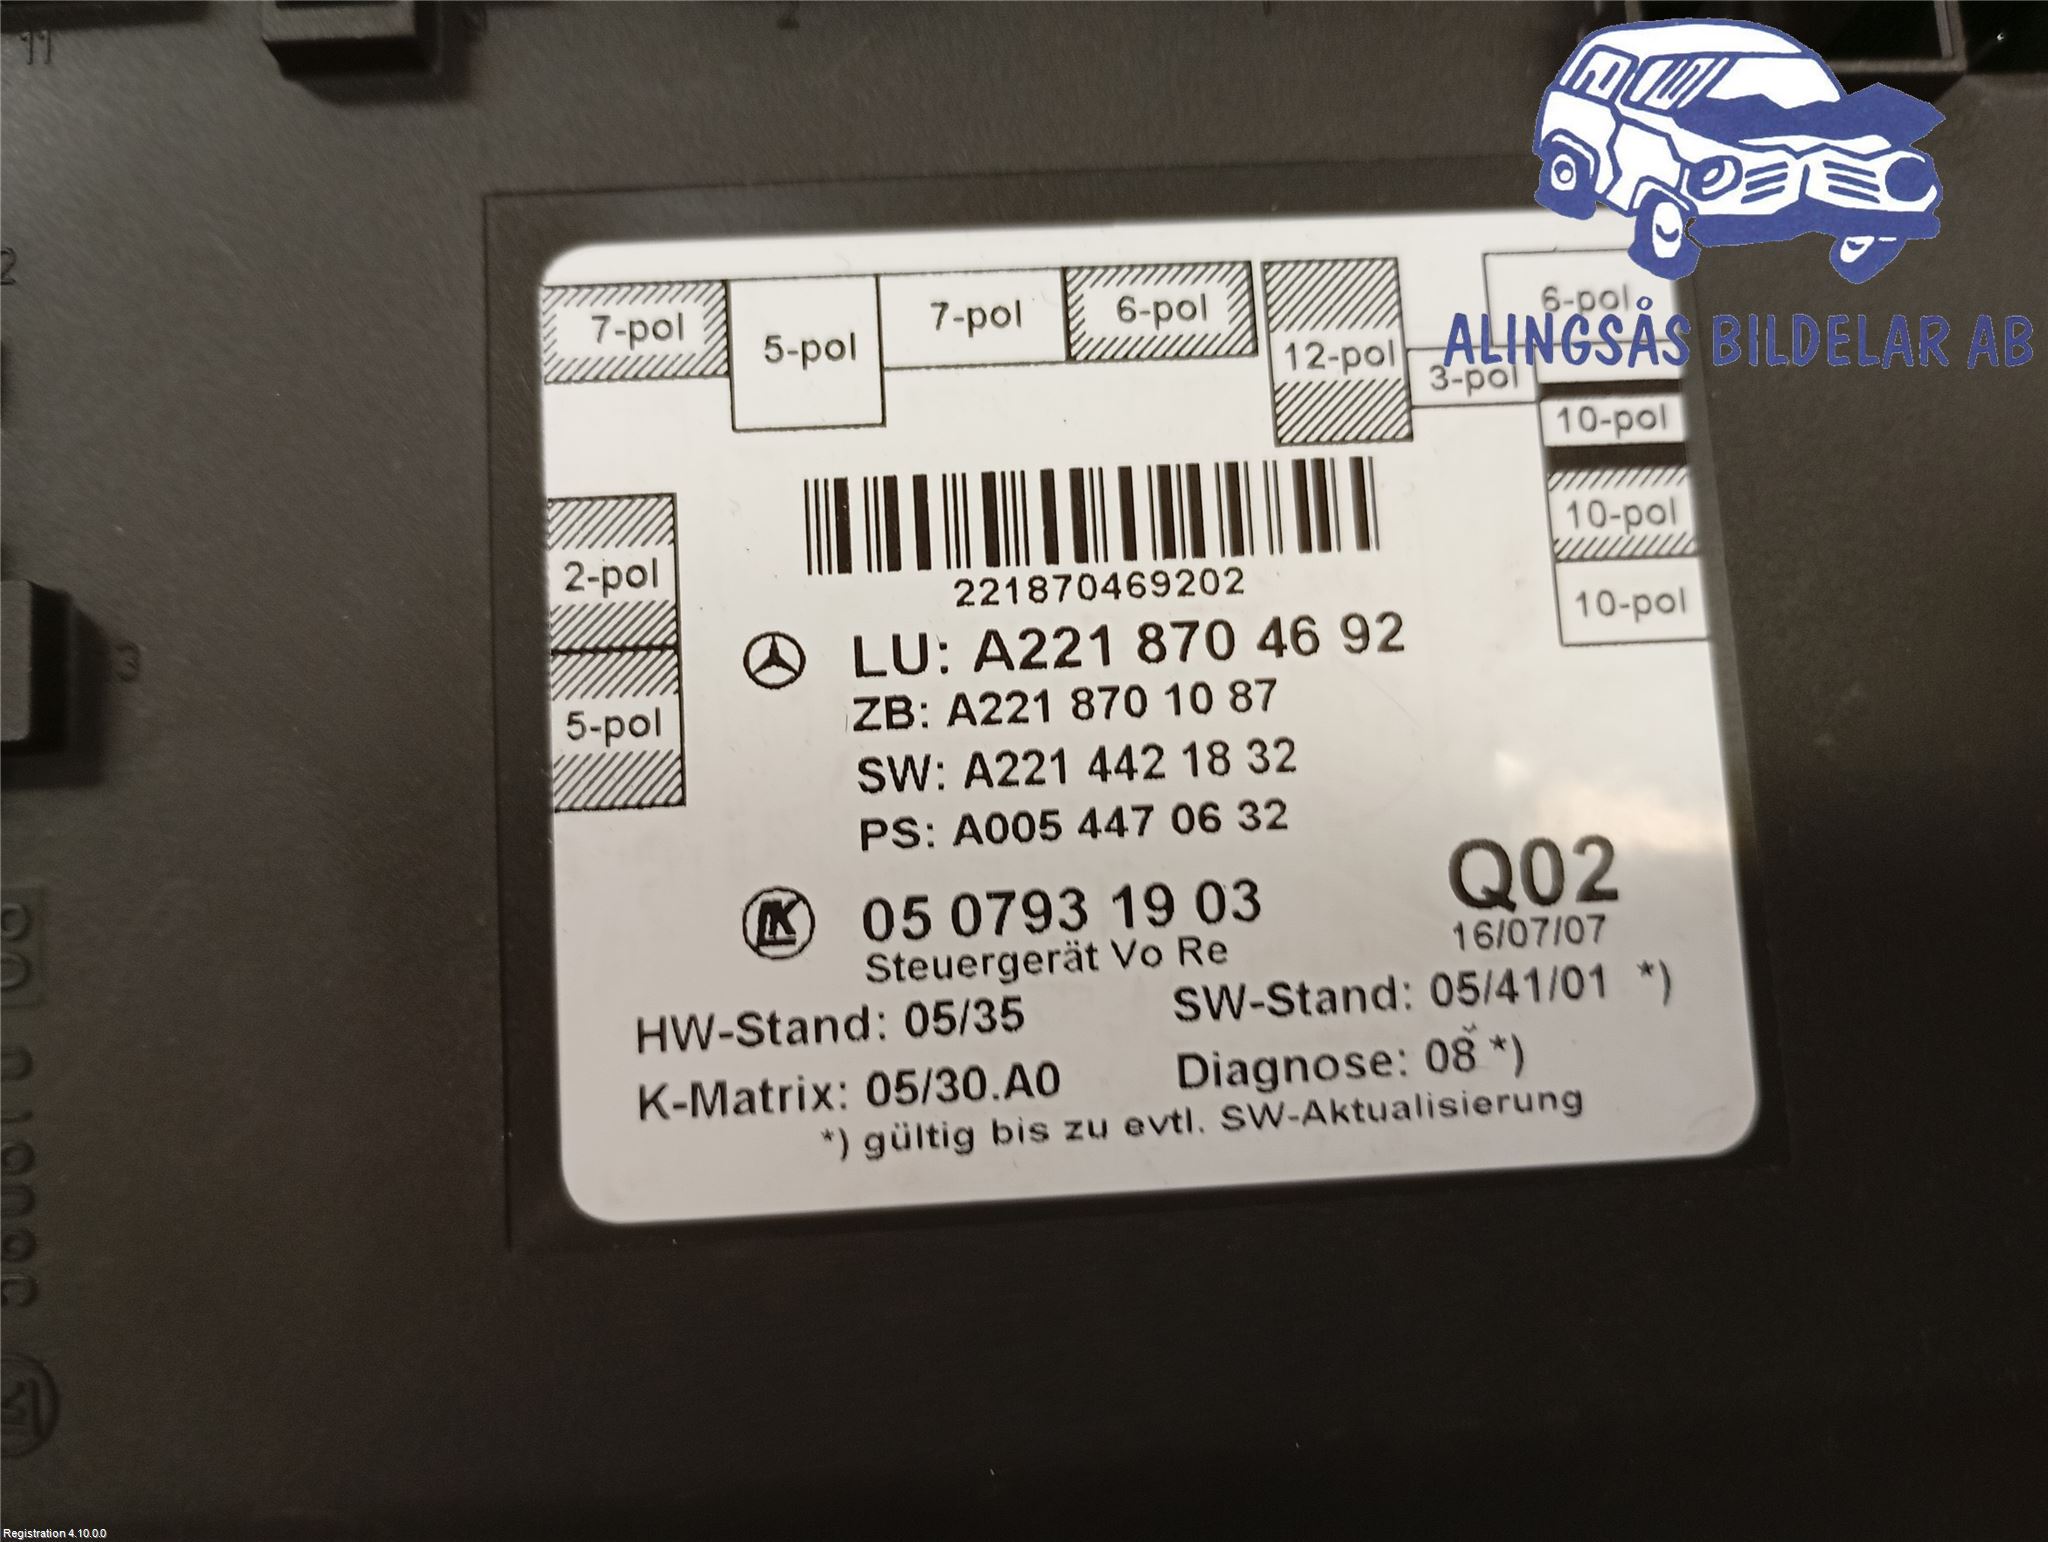 11
2
3
ALINGSÅS BILDELAR AB
7-pol
5-pol
7-pol
6-pol
12-pol
6-pol
3-pol
10-pol
10-pol
10-pol
2-pol
5-pol
221870469202
LU: A221 870 46 92
ZB: A221 870 10 87
SW: A221 442 18 32
PS: A005 447 06 32
05 0793 19 03
Steuergerät Vo Re
Q02
16/07/07
HW-Stand: 05/35
SW-Stand: 05/41/01 *)
K-Matrix: 05/30.A0
Diagnose: 08 *)
*) gültig bis zu evtl. SW-Aktualisierung
Registration 4.10.0.0